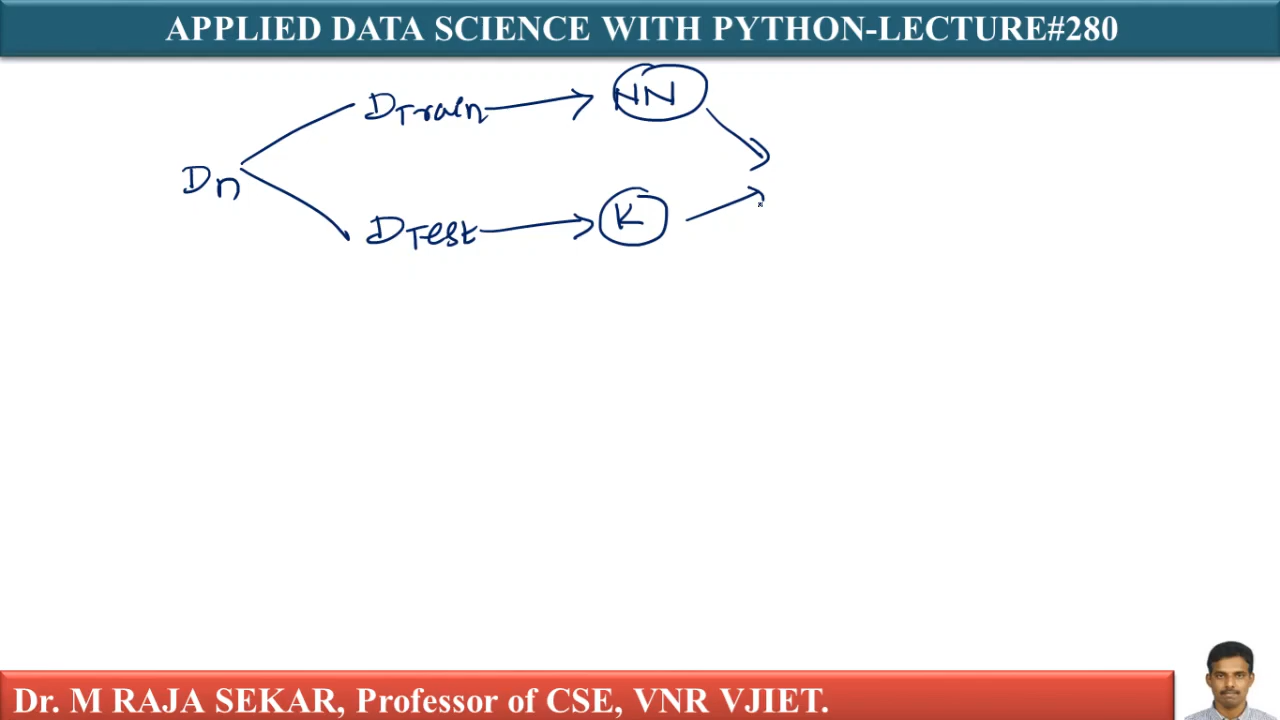 APPLIED DATA SCIENCE WITH PYTHON-LECTURE#280
DTrain NN
Dn
DTest K
Dr. M RAJA SEKAR, Professor of CSE, VNR VJIET.